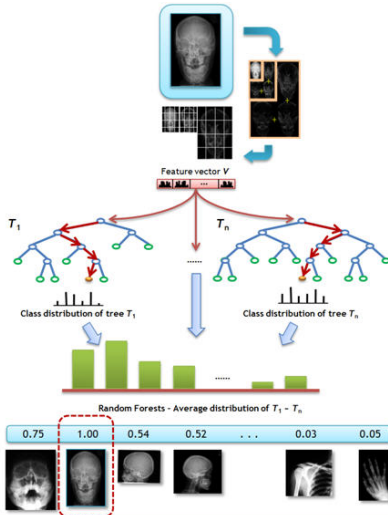 Feature vector V
...
T1
Tn
......
Class distribution of tree T1
Class distribution of tree Tn
......
Random Forests – Average distribution of T1 – Tn
0.75 1.00 0.54 0.52 . . . 0.03 0.05